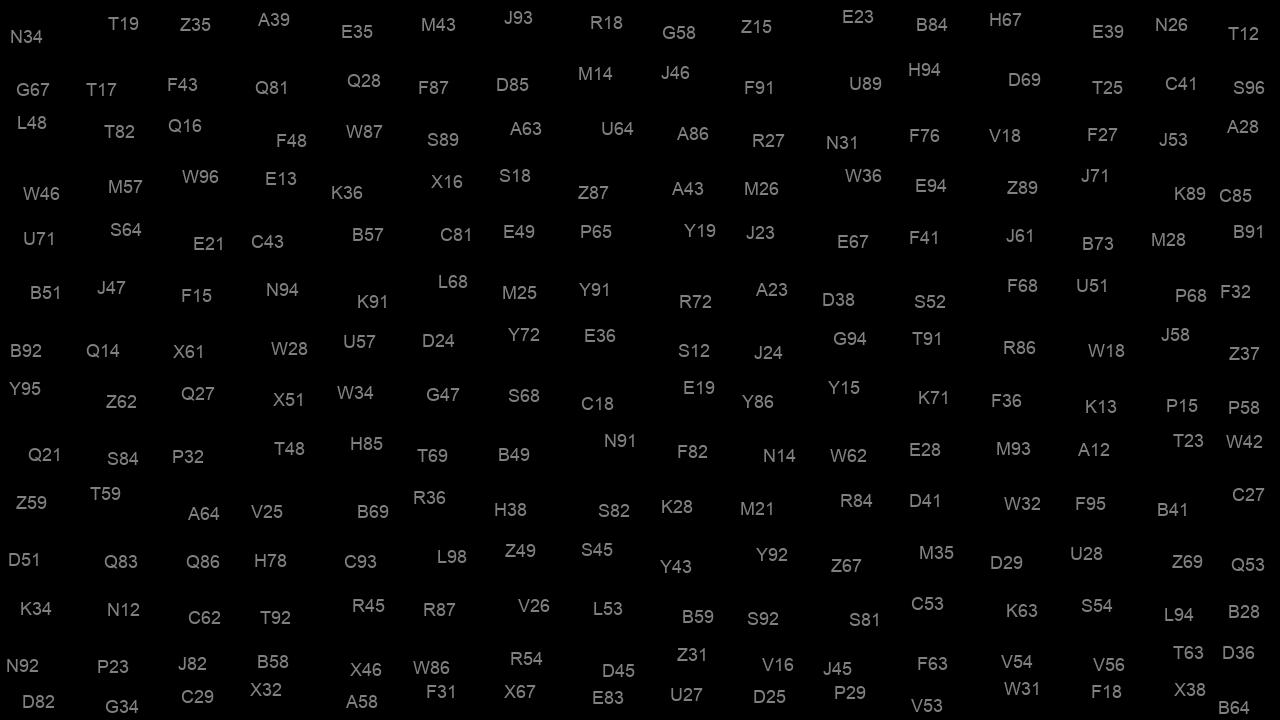 N34 T19 Z35 A39 E35 M43 J93 R18 G58 Z15 E23 B84 H67 E39 N26 T12
G67 T17 F43 Q81 Q28 F87 D85 M14 J46 F91 U89 H94 D69 T25 C41 S96
L48 T82 Q16 F48 W87 S89 A63 U64 A86 R27 N31 F76 V18 F27 J53 A28
W46 M57 W96 E13 K36 X16 S18 Z87 A43 M26 W36 E94 Z89 J71 K89 C85
U71 S64 E21 C43 B57 C81 E49 P65 Y19 J23 E67 F41 J61 B73 M28 B91
B51 J47 F15 N94 K91 L68 M25 Y91 R72 A23 D38 S52 F68 U51 P68 F32
B92 Q14 X61 W28 U57 D24 Y72 E36 S12 J24 G94 T91 R86 W18 J58 Z37
Y95 Z62 Q27 X51 W34 G47 S68 C18 E19 Y86 Y15 K71 F36 K13 P15 P58
Q21 S84 P32 T48 H85 T69 B49 N91 F82 N14 W62 E28 M93 A12 T23 W42
Z59 T59 A64 V25 B69 R36 H38 S82 K28 M21 R84 D41 W32 F95 B41 C27
D51 Q83 Q86 H78 C93 L98 Z49 S45 Y43 Y92 Z67 M35 D29 U28 Z69 Q53
K34 N12 C62 T92 R45 R87 V26 L53 B59 S92 S81 C53 K63 S54 L94 B28
N92 P23 J82 B58 X46 W86 R54 D45 Z31 V16 J45 F63 V54 V56 T63 D36
D82 G34 C29 X32 A58 F31 X67 E83 U27 D25 P29 V53 W31 F18 X38 B64